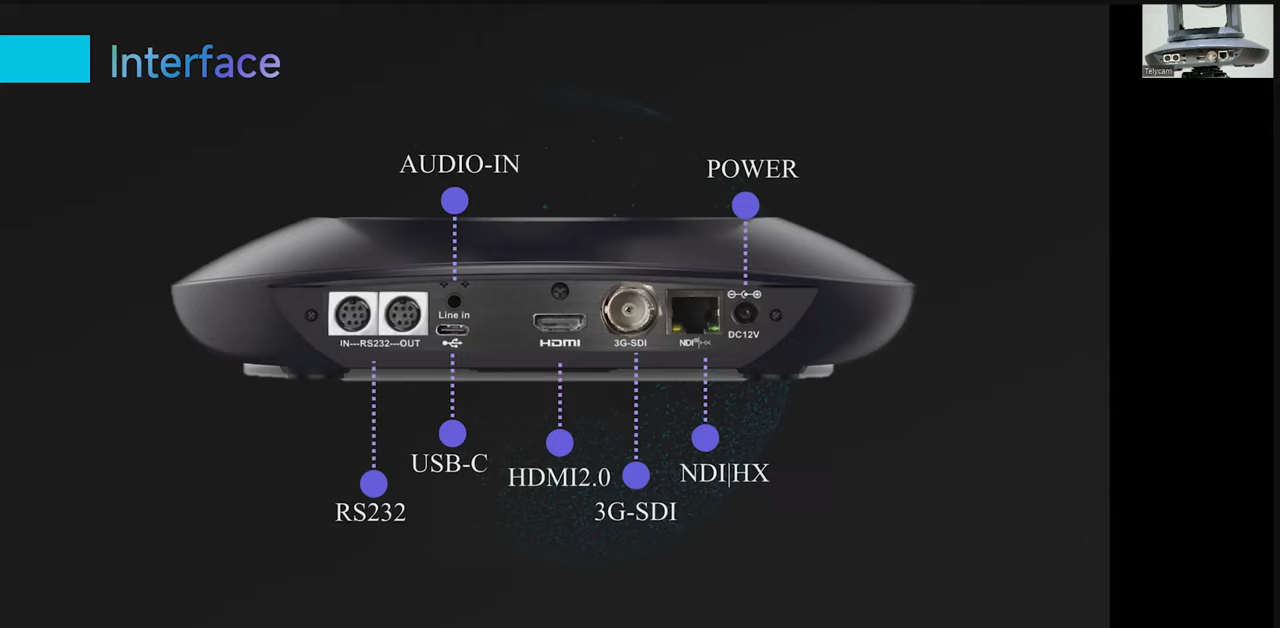 Interface
Telycam
AUDIO-IN
POWER
Line in
IN---RS232---OUT
HDMI
3G-SDI
NDI®|HX
DC12V
USB-C
HDMI2.0
NDI|HX
RS232
3G-SDI